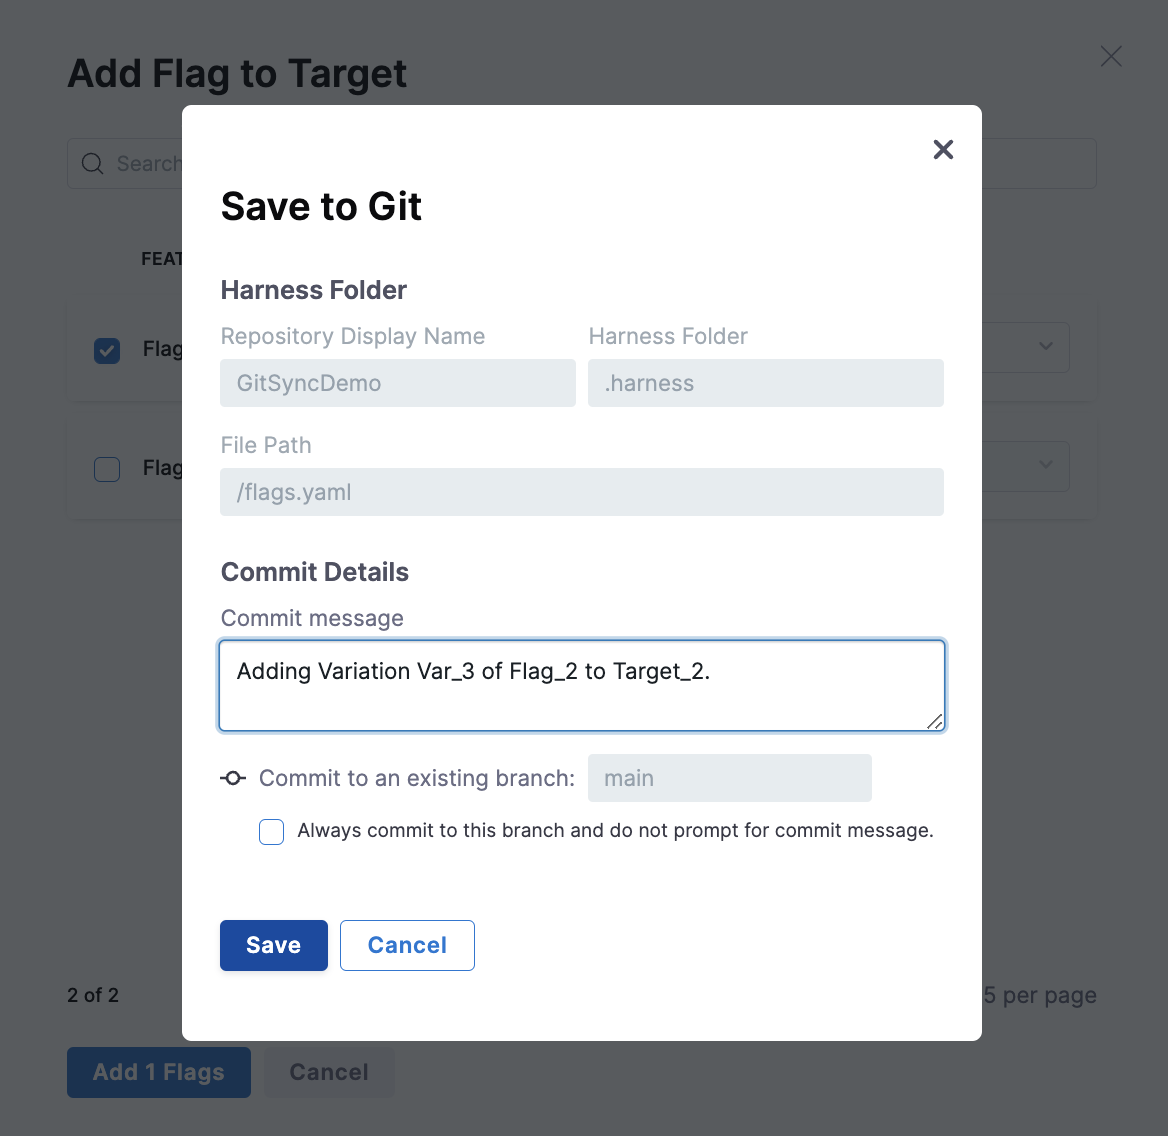 Add Flag to Target
Search
Save to Git
FEAT
Harness Folder
Repository Display Name
Harness Folder
Flag
GitSyncDemo
.harness
File Path
Flag
/flags.yaml
Commit Details
Commit message
Adding Variation Var_3 of Flag_2 to Target_2.
Commit to an existing branch:
main
Always commit to this branch and do not prompt for commit message.
Save
Cancel
2 of 2
5 per page
Add 1 Flags
Cancel